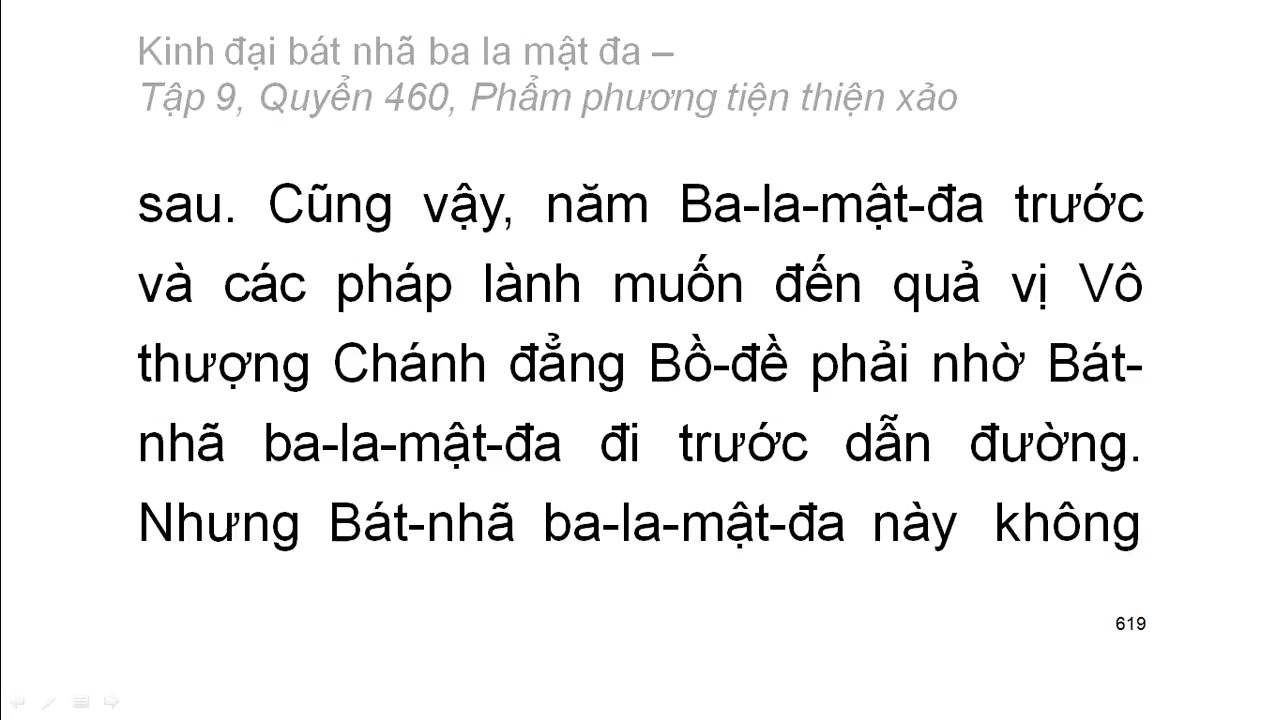 Kinh đại bát nhã ba la mật đa –
Tập 9, Quyển 460, Phẩm phương tiện thiện xảo
sau. Cũng vậy, năm Ba-la-mật-đa trước
và các pháp lành muốn đến quả vị Vô
thượng Chánh đẳng Bồ-đề phải nhờ Bát-
nhã ba-la-mật-đa đi trước dẫn đường.
Nhưng Bát-nhã ba-la-mật-đa này không
619